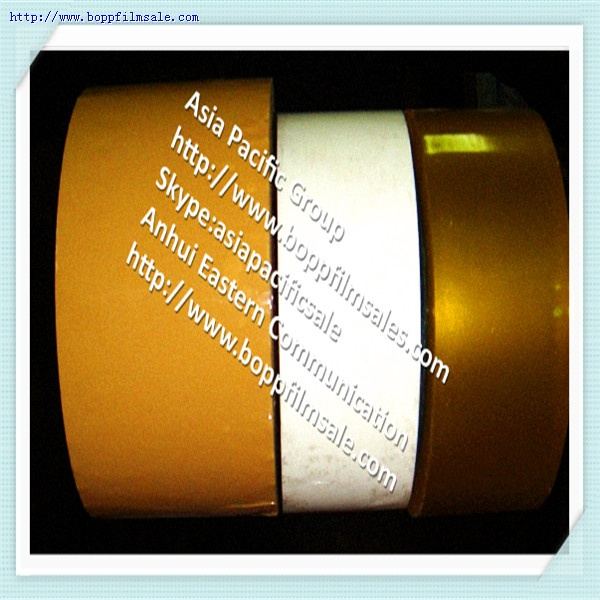 http://www.boppfilmsale.com
Asia Pacific Group
http://www.boppfilmsales.com
Skype:asiapacificsale
Anhui Eastern Communication
http://www.boppfilmsale.com